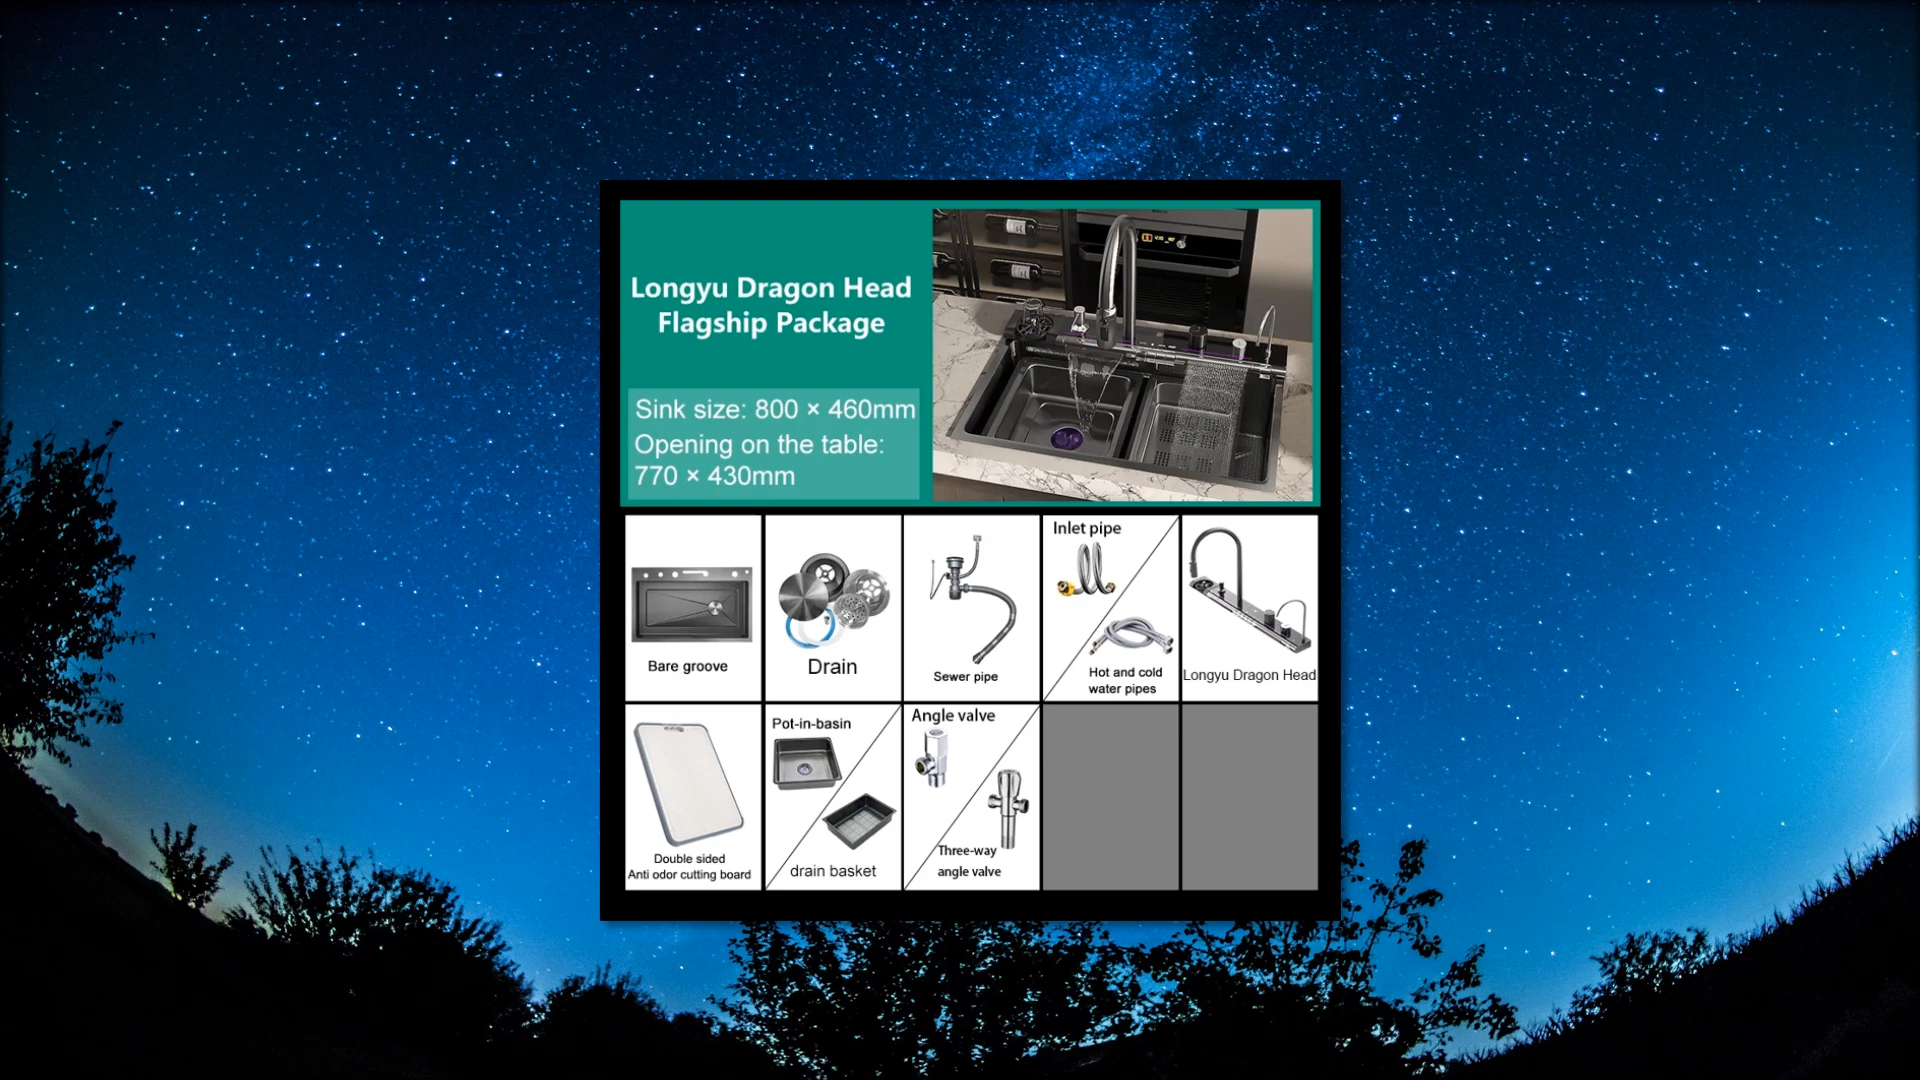 Longyu Dragon Head
Flagship Package
Sink size: 800 × 460mm
Opening on the table:
770 × 430mm
Bare groove
Drain
Sewer pipe
Inlet pipe
Hot and cold
water pipes
Longyu Dragon Head
Double sided
Anti odor cutting board
Pot-in-basin
drain basket
Angle valve
Three-way
angle valve